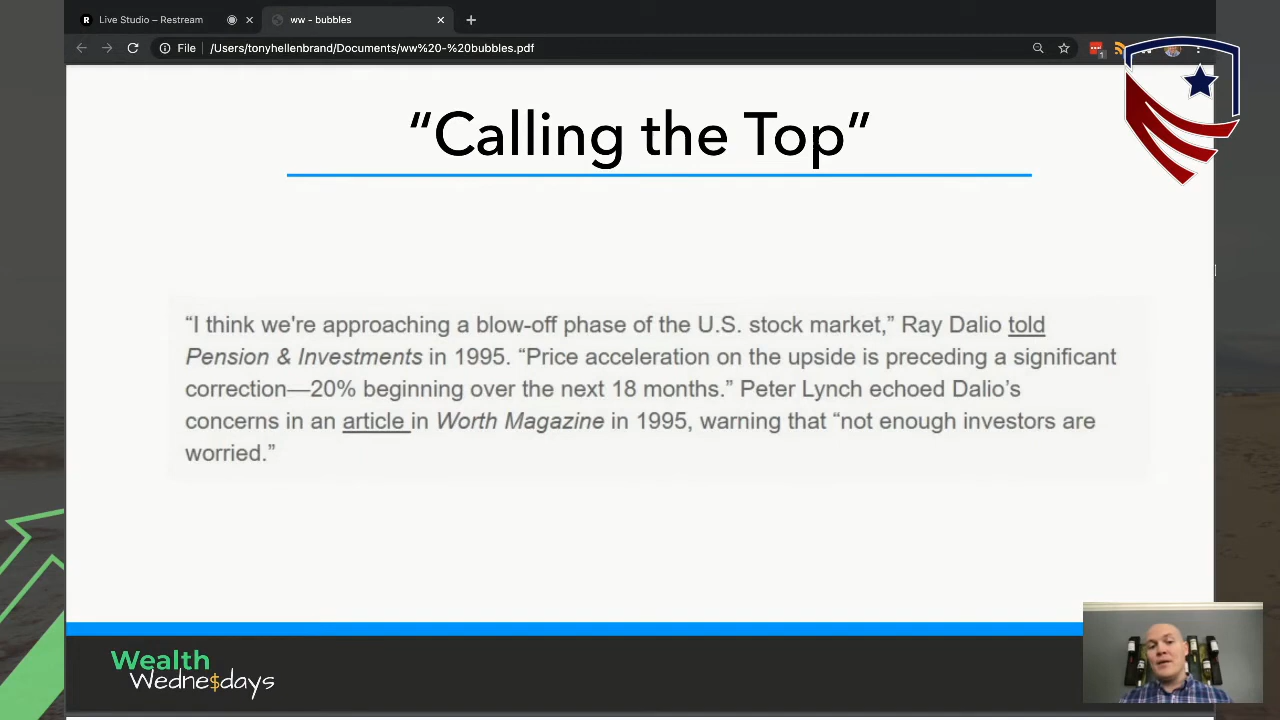 Live Studio – Restream
ww - bubbles
File
/Users/tonyhellenbrand/Documents/ww%20-%20bubbles.pdf
1
“Calling the Top”
“I think we're approaching a blow-off phase of the U.S. stock market,” Ray Dalio told
Pension & Investments in 1995. “Price acceleration on the upside is preceding a significant
correction—20% beginning over the next 18 months.” Peter Lynch echoed Dalio’s
concerns in an article in Worth Magazine in 1995, warning that “not enough investors are
worried.”
Wealth
Wedne$days